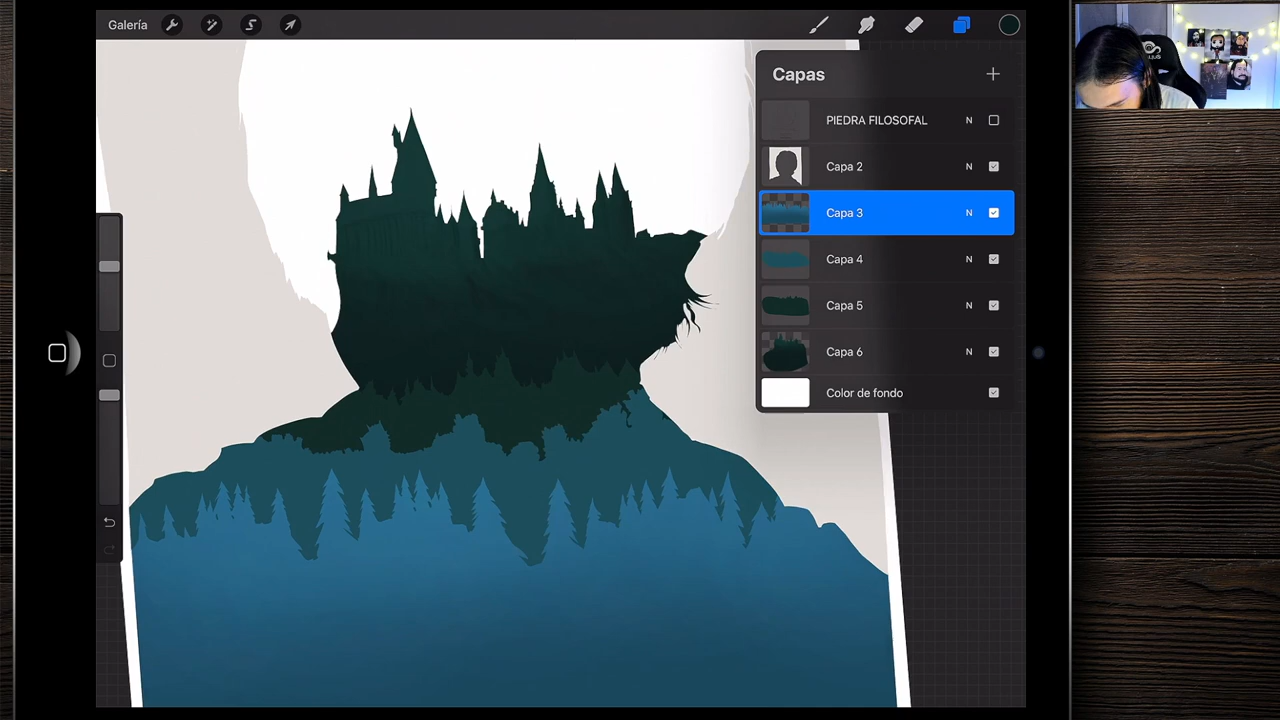 Galería
Capas
PIEDRA FILOSOFAL N
Capa 2 N
Capa 3 N
Capa 4 N
Capa 5 N
Capa 6 N
Color de fondo